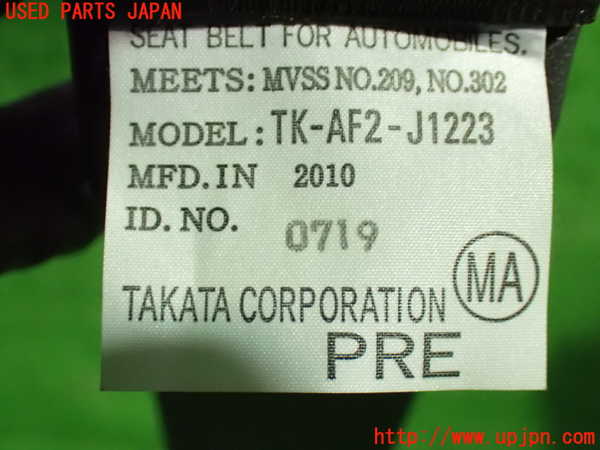 USED PARTS JAPAN
SEAT BELT FOR AUTOMOBILES.
MEETS: MVSS NO.209, NO.302
MODEL: TK-AF2-J1223
MFD. IN 2010
ID. NO. 0719
TAKATA CORPORATION MA
PRE
http://www.upjpn.com/